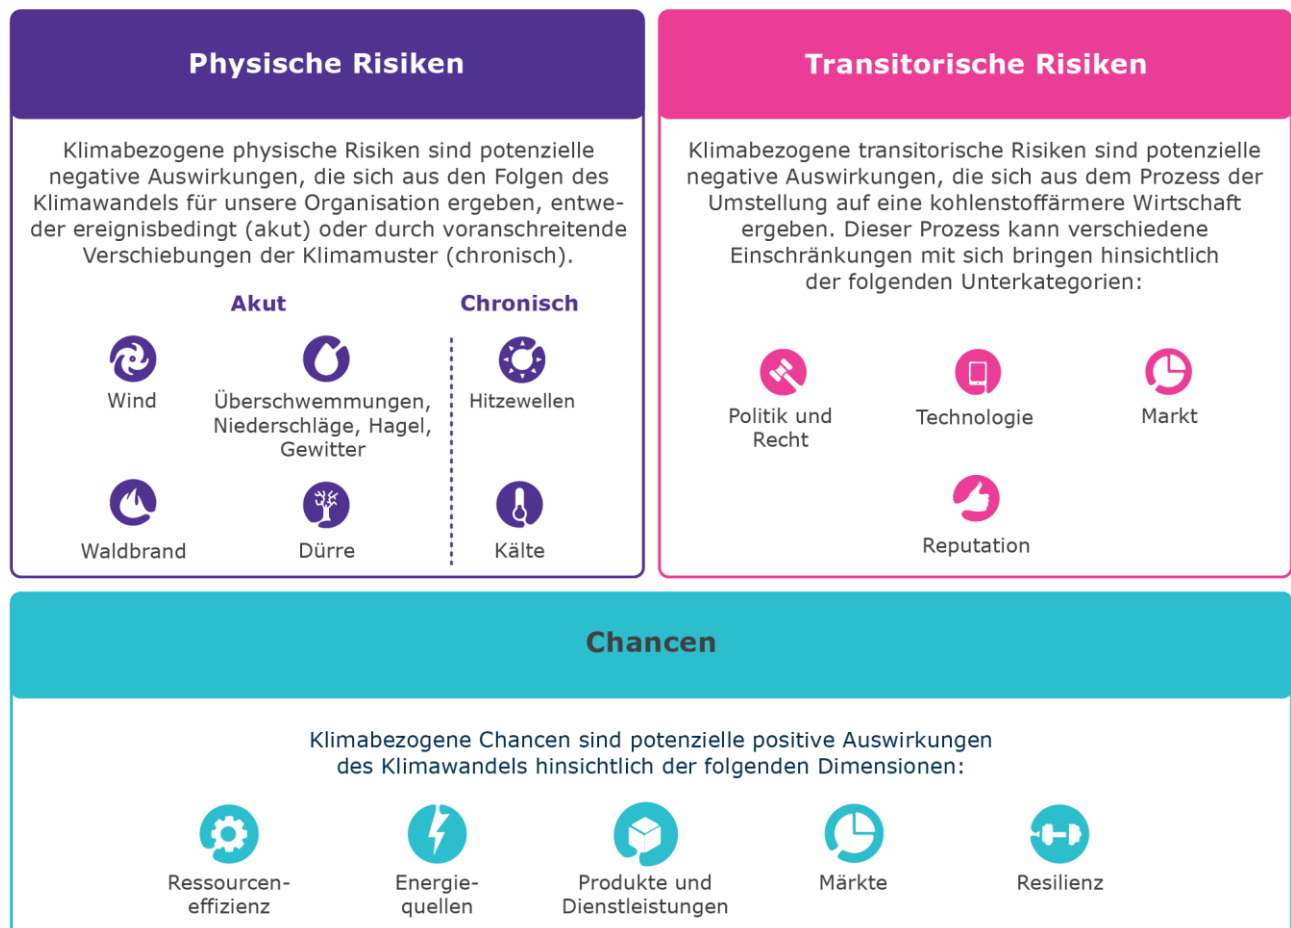 Physische Risiken
Klimabezogene physische Risiken sind potenzielle
negative Auswirkungen, die sich aus den Folgen des
Klimawandels für unsere Organisation ergeben, entwe-
der ereignisbedingt (akut) oder durch voranschreitende
Verschiebungen der Klimamuster (chronisch).
Akut
Chronisch
Wind
Überschwemmungen,
Niederschläge, Hagel,
Gewitter
Hitzewellen
Waldbrand
Dürre
Kälte
Transitorische Risiken
Klimabezogene transitorische Risiken sind potenzielle
negative Auswirkungen, die sich aus dem Prozess der
Umstellung auf eine kohlenstoffärmere Wirtschaft
ergeben. Dieser Prozess kann verschiedene
Einschränkungen mit sich bringen hinsichtlich
der folgenden Unterkategorien:
Politik und
Recht
Technologie
Markt
Reputation
Chancen
Klimabezogene Chancen sind potenzielle positive Auswirkungen
des Klimawandels hinsichtlich der folgenden Dimensionen:
Ressourcen-
effizienz
Energie-
quellen
Produkte und
Dienstleistungen
Märkte
Resilienz